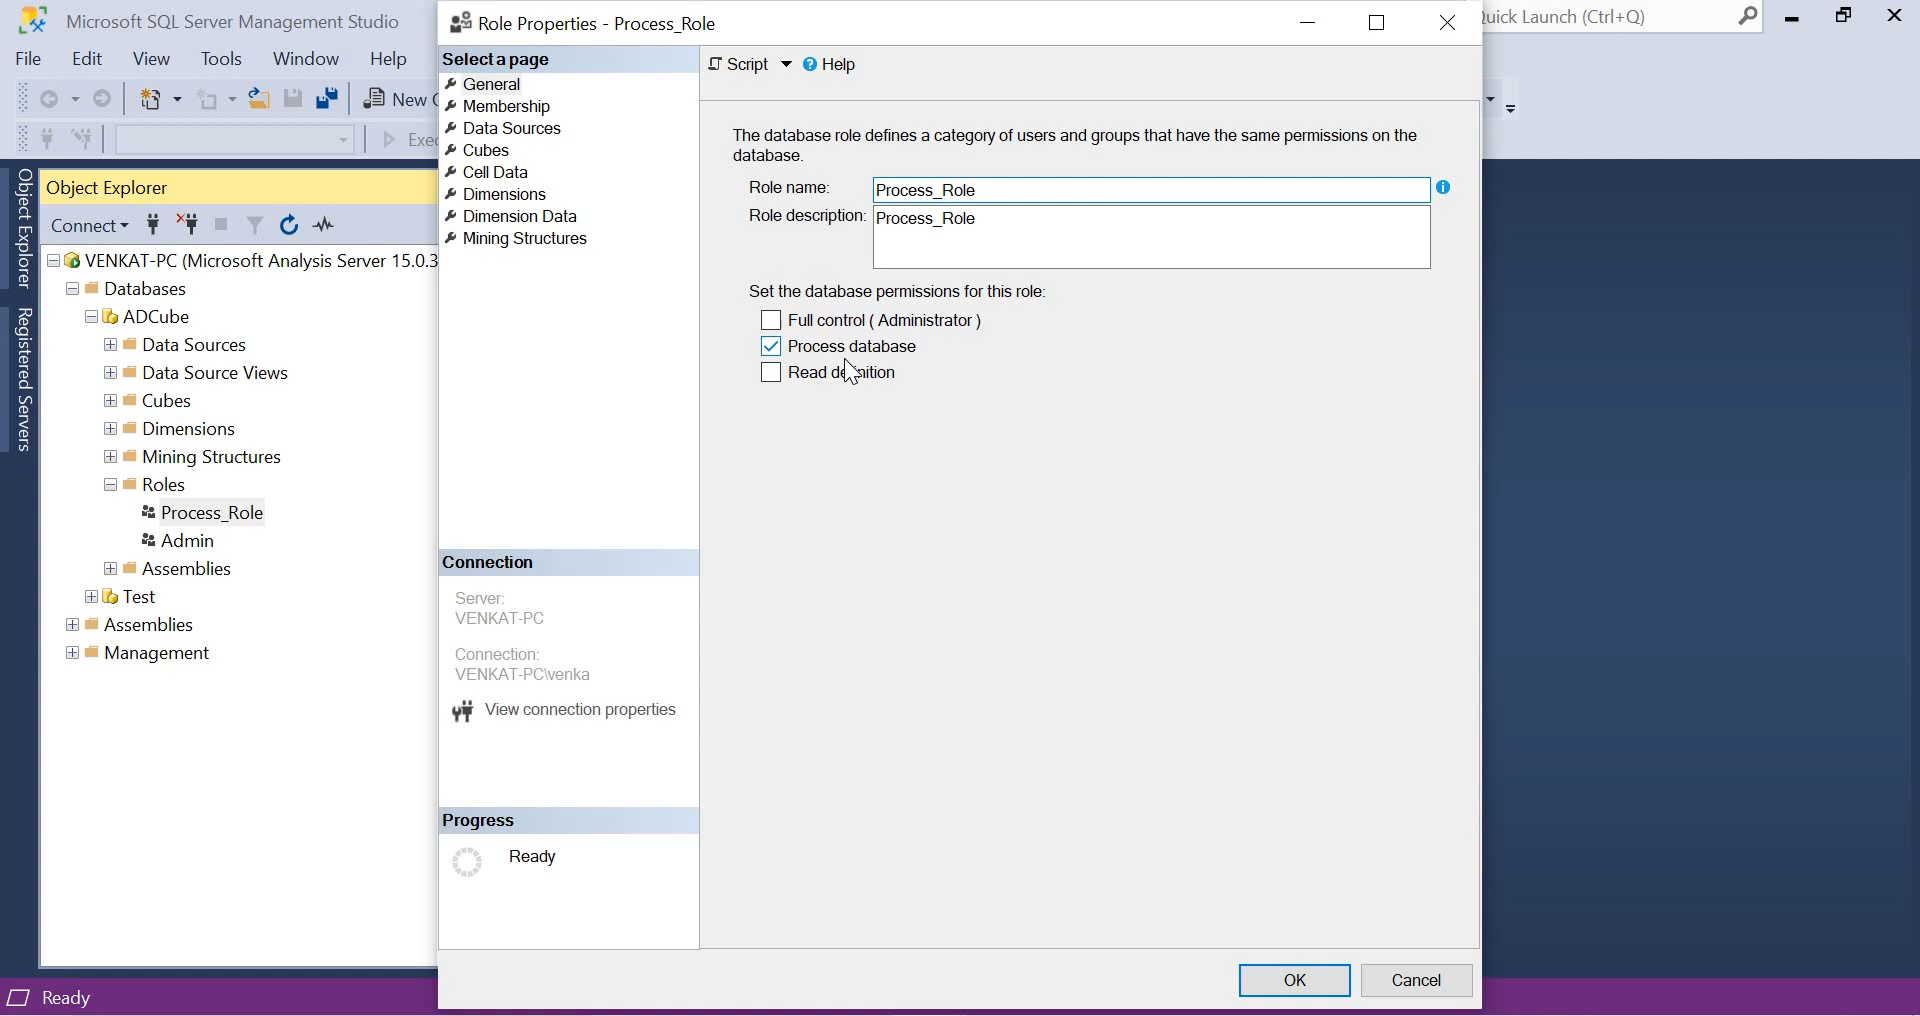 Microsoft SQL Server Management Studio
File Edit View Tools Window Help
New
Object Explorer
Registered Servers
Object Explorer
Connect
VENKAT-PC (Microsoft Analysis Server 15.0.3
Databases
ADCube
Data Sources
Data Source Views
Cubes
Dimensions
Mining Structures
Roles
Process_Role
Admin
Assemblies
Test
Assemblies
Management
Ready
Role Properties - Process_Role
Select a page
General
Membership
Data Sources
Cubes
Cell Data
Dimensions
Dimension Data
Mining Structures
Connection
Server:
VENKAT-PC
Connection:
VENKAT-PC\venka
View connection properties
Progress
Ready
Script Help
The database role defines a category of users and groups that have the same permissions on the
database.
Role name: Process_Role
Role description: Process_Role
Set the database permissions for this role:
Full control ( Administrator )
Process database
Read definition
OK Cancel
Launch (Ctrl+Q)